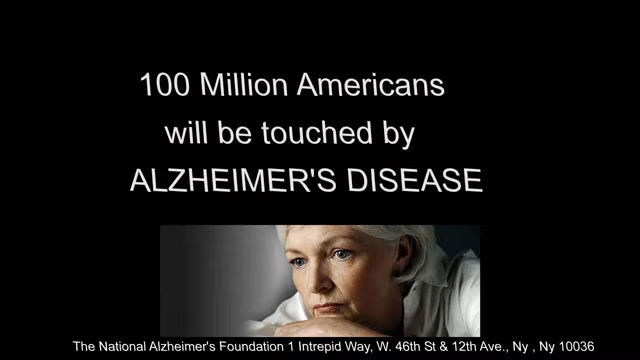 100 Million Americans
will be touched by
ALZHEIMER'S DISEASE
The National Alzheimer's Foundation 1 Intrepid Way, W. 46th St & 12th Ave., Ny , Ny 10036